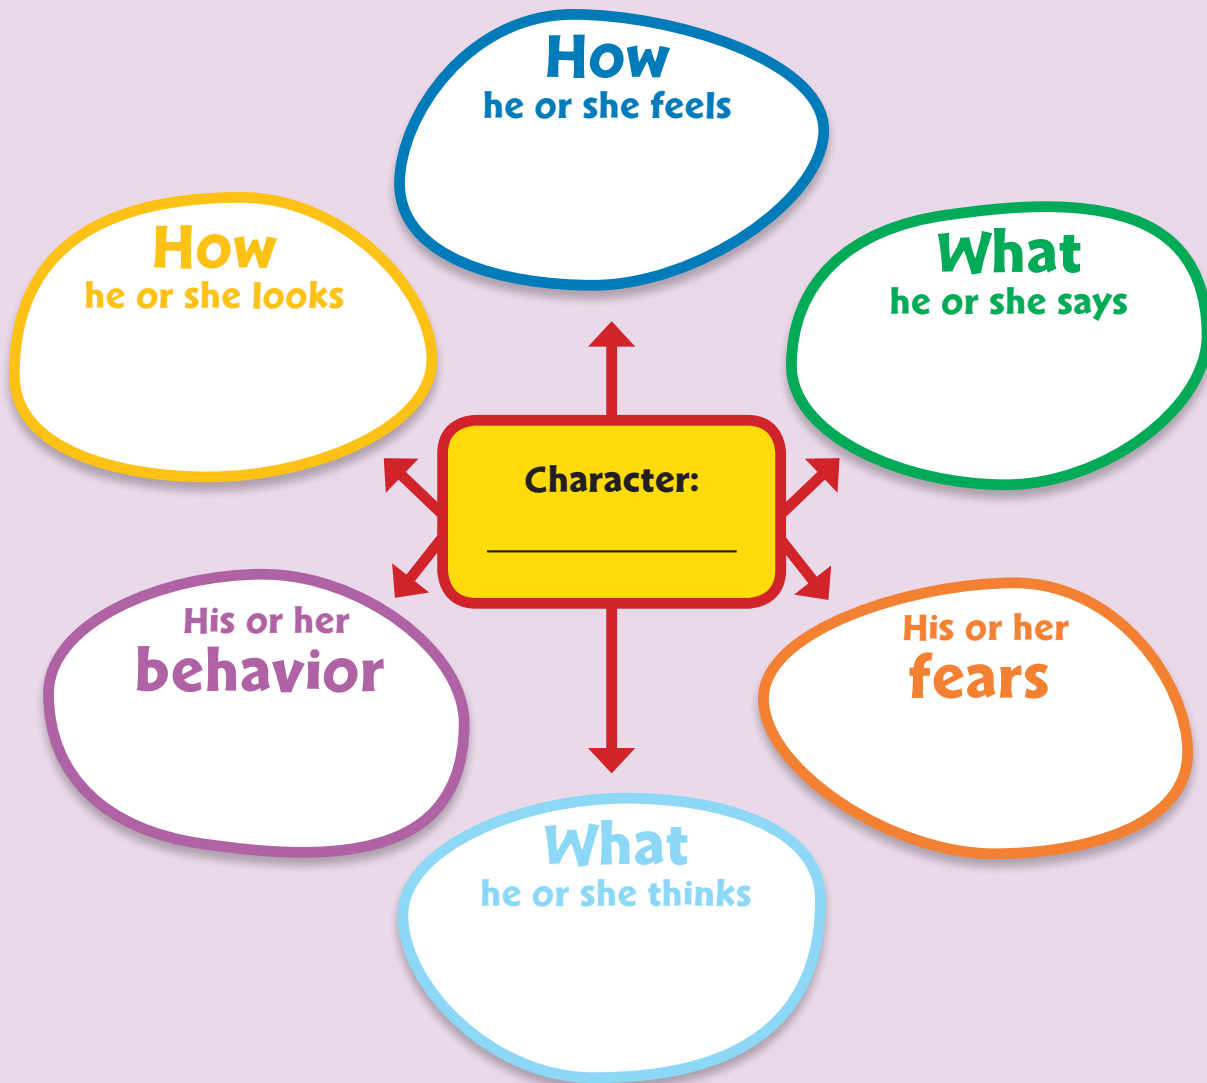 How
he or she feels
How
he or she looks
What
he or she says
Character:
His or her
behavior
His or her
fears
What
he or she thinks